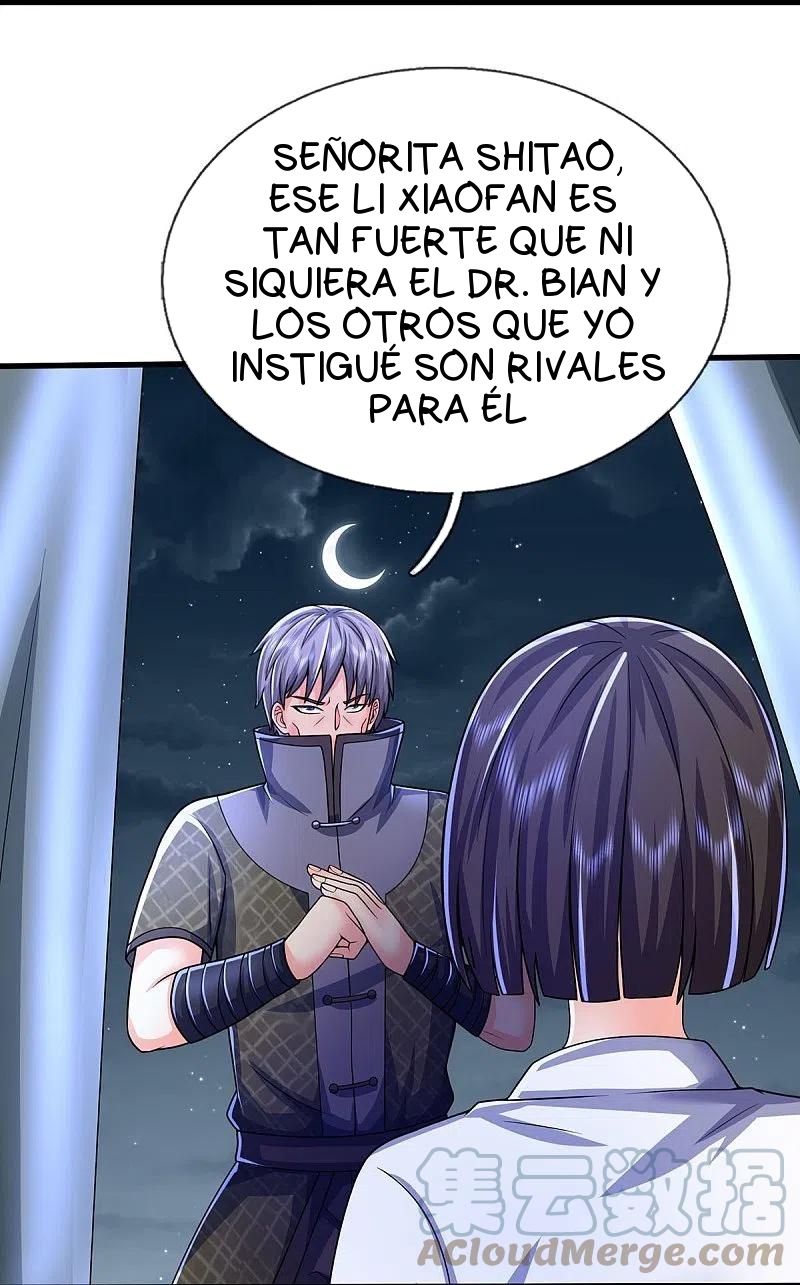 SEÑORITA SHITAO,
ESE LI XIAOFAN ES
TAN FUERTE QUE NI
SIQUIERA EL DR. BIAN Y
LOS OTROS QUE YO
INSTIGUÉ SON RIVALES
PARA ÉL
集云数据
AcloudMerge.com